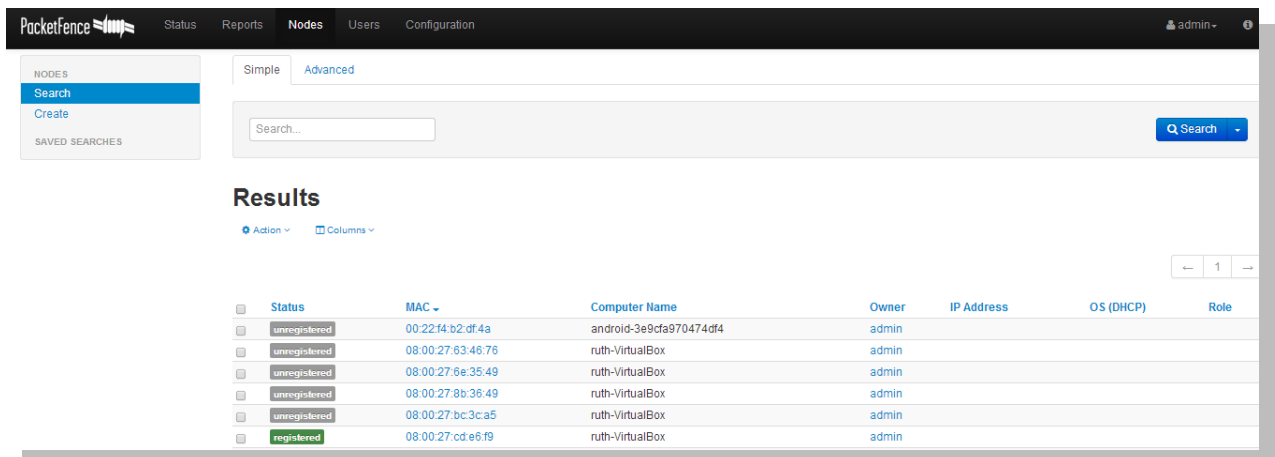 PacketFence Status Reports Nodes Users Configuration admin
NODES
Search
Create
SAVED SEARCHES
Simple Advanced
Search... Search
Results
Action Columns
← 1 →
Status MAC Computer Name Owner IP Address OS (DHCP) Role
unregistered 00:22:f4:b2:df:4a android-3e9cfa970474df4 admin
unregistered 08:00:27:63:46:76 ruth-VirtualBox admin
unregistered 08:00:27:6e:35:49 ruth-VirtualBox admin
unregistered 08:00:27:8b:36:49 ruth-VirtualBox admin
unregistered 08:00:27:bc:3c:a5 ruth-VirtualBox admin
registered 08:00:27:cd:e6:f9 ruth-VirtualBox admin